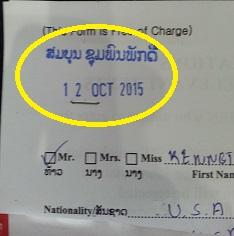 (This Form is Free of Charge)
ສົມບຸນ ຊຸມພົນພັກດີ
12 OCT 2015
Mr. Mrs. Miss KENNET
ທ້າວ ນາງ ນາງ
First Nam
Nationality/ສັນຊາດ U.S.A